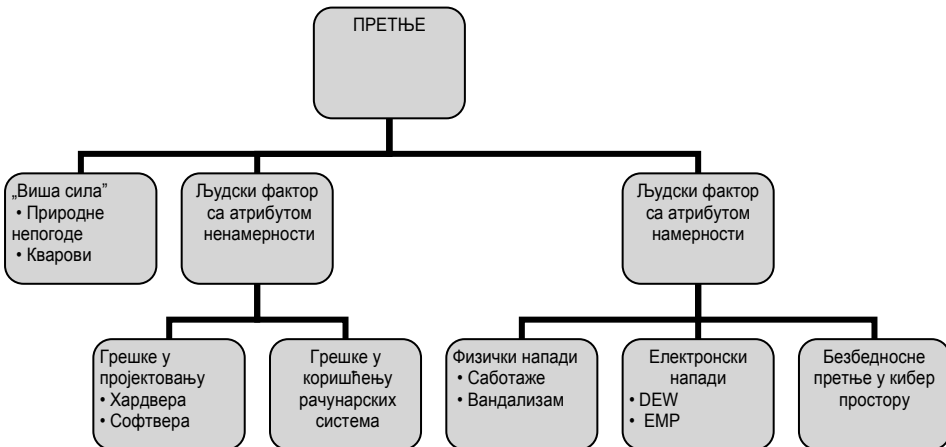 ПРЕТЊЕ
„Виша сила”
• Природне
непогоде
• Кварови
Људски фактор
са атрибутом
ненамерности
Људски фактор
са атрибутом
намерности
Грешке у
пројектовању
• Хардвера
• Софтвера
Грешке у
коришћењу
рачунарских
система
Физички напади
• Саботаже
• Вандализам
Електронски
напади
• DEW
• EMP
Безбедносне
претње у кибер
простору